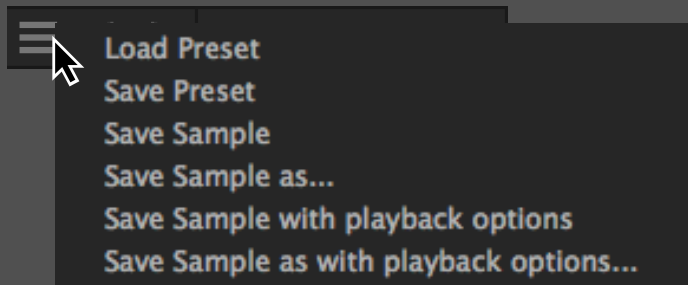 Load Preset
Save Preset
Save Sample
Save Sample as...
Save Sample with playback options
Save Sample as with playback options...